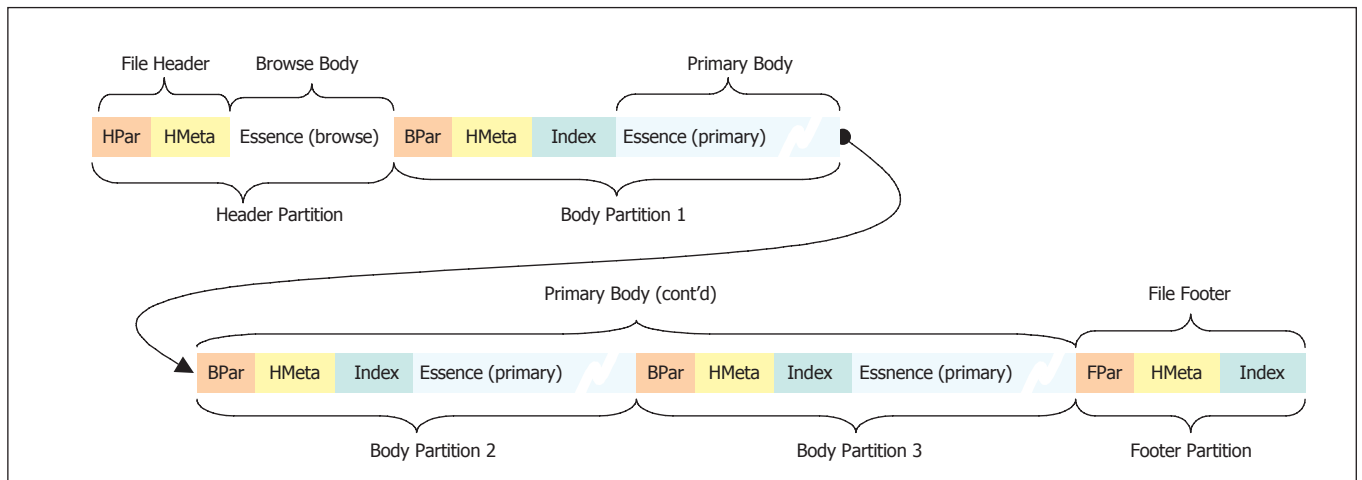 File Header Browse Body Primary Body
HPar HMeta Essence (browse) BPar HMeta Index Essence (primary)
Header Partition Body Partition 1
Primary Body (cont’d) File Footer
BPar HMeta Index Essence (primary) BPar HMeta Index Essnence (primary) FPar HMeta Index
Body Partition 2 Body Partition 3 Footer Partition